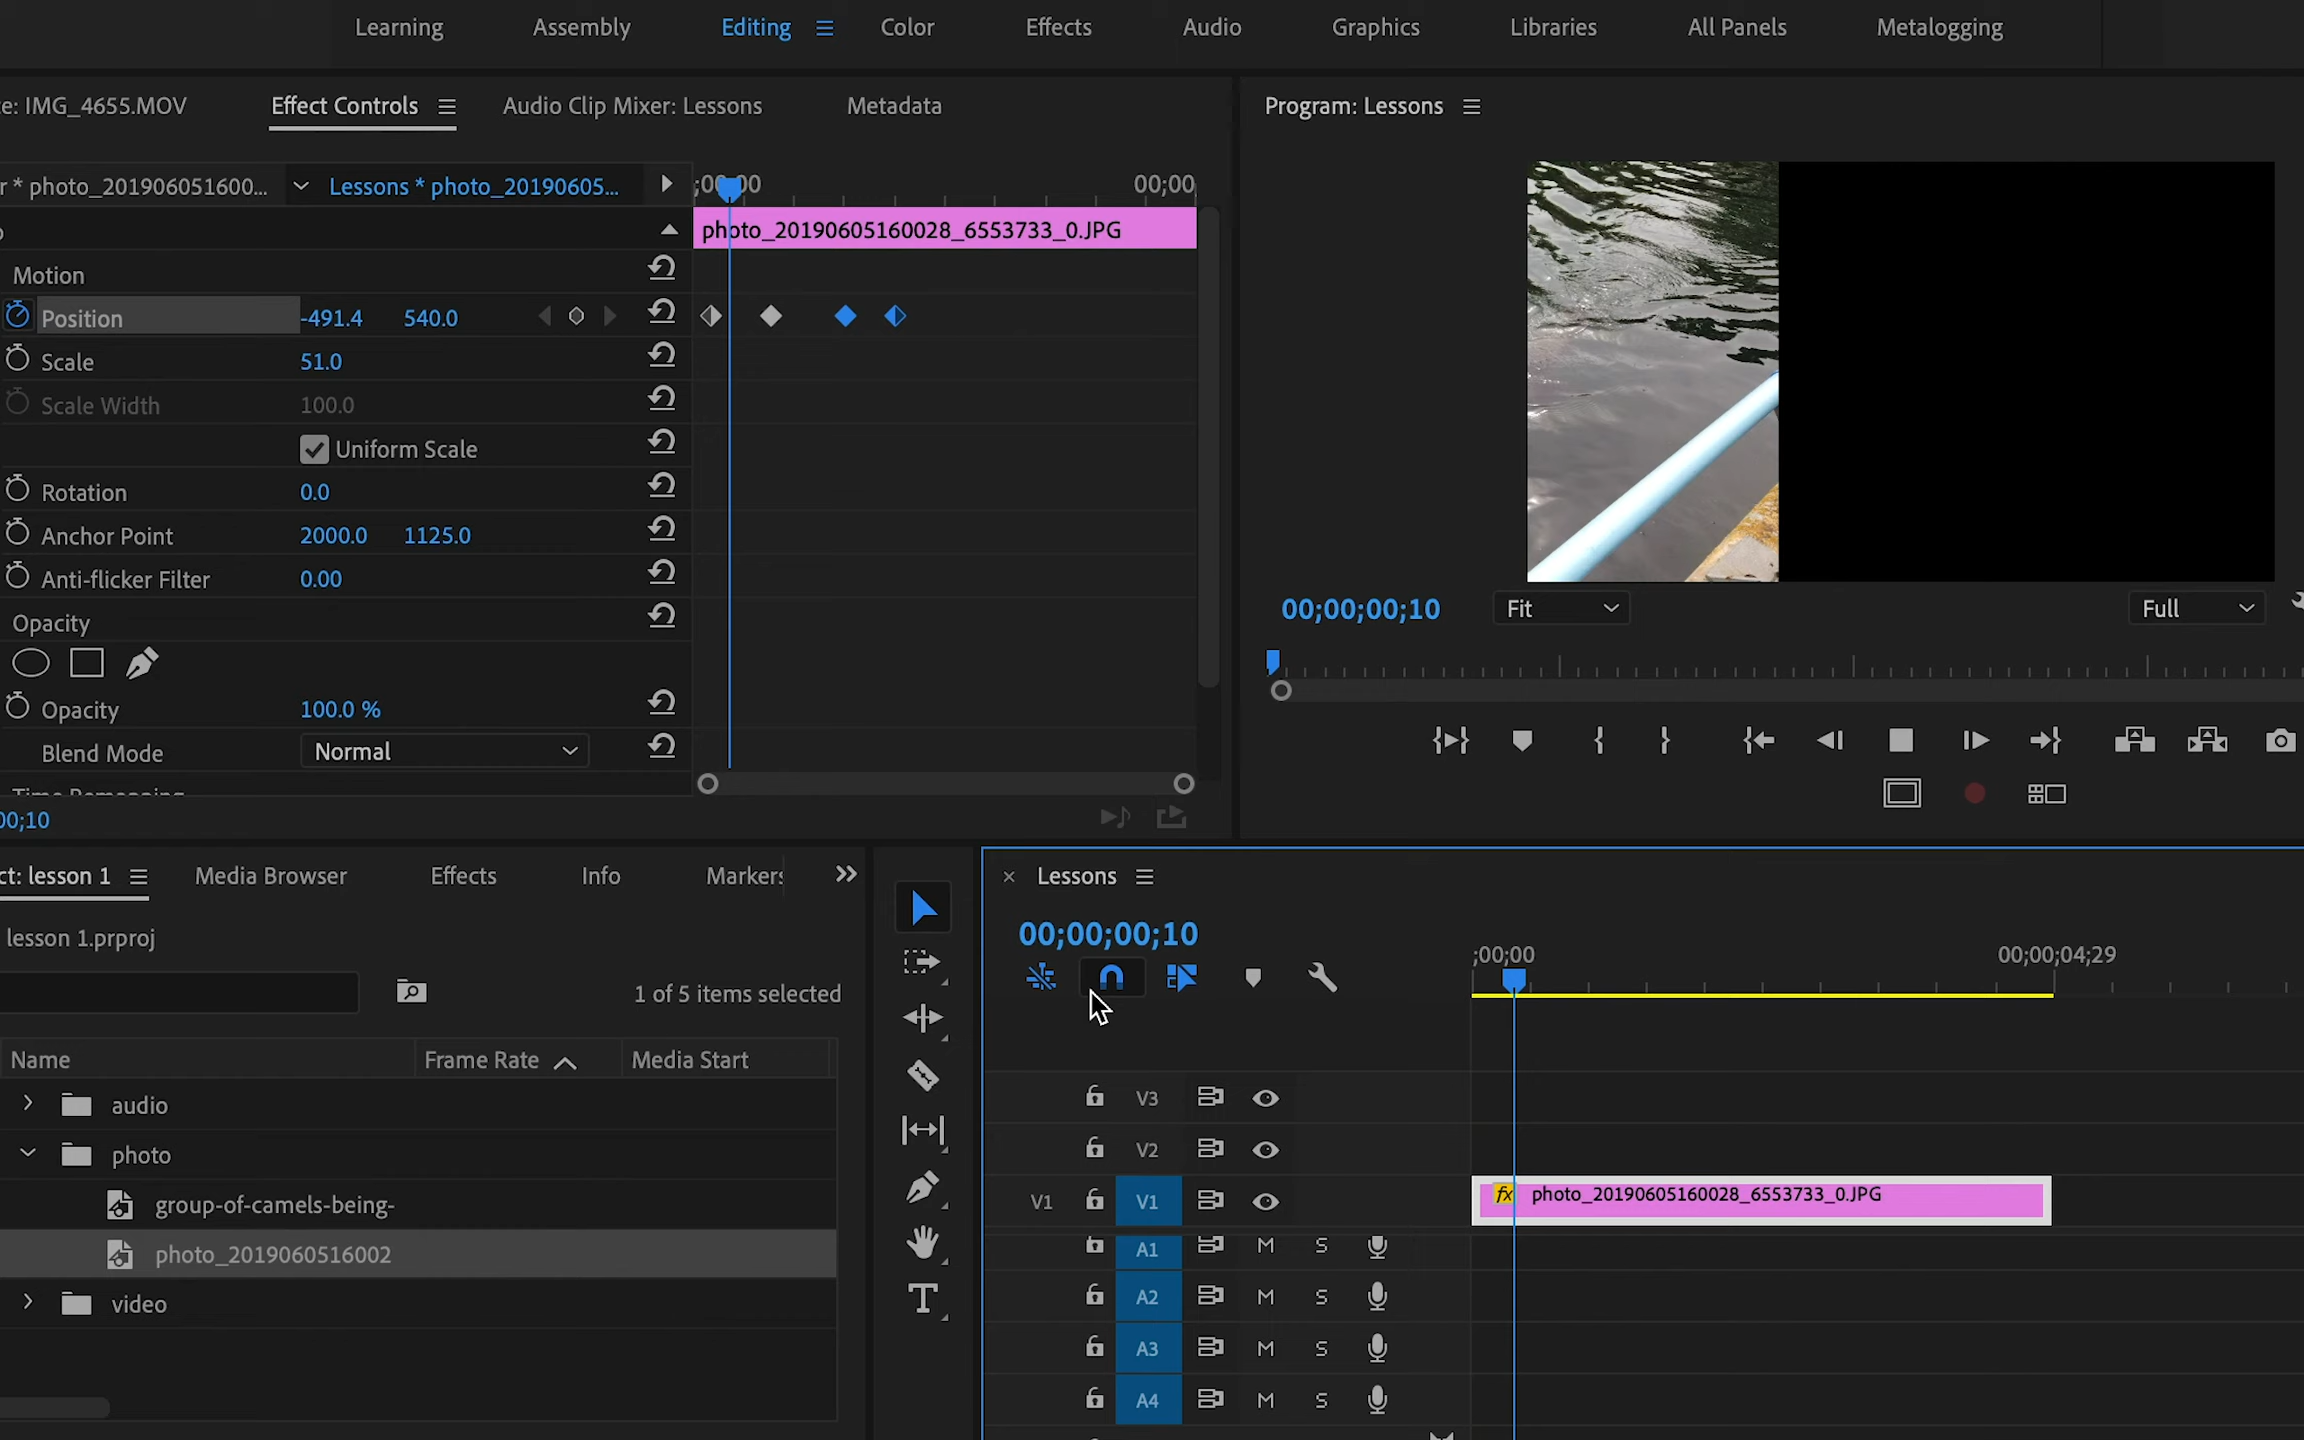 Learning Assembly Editing Color Effects Audio Graphics Libraries All Panels Metalogging
e: IMG_4655.MOV Effect Controls Audio Clip Mixer: Lessons Metadata
Program: Lessons
r * photo_201906051600... Lessons * photo_20190605...
;00;00 00;00
photo_20190605160028_6553733_0.JPG
Motion
Position -491.4 540.0
Scale 51.0
Scale Width 100.0
Uniform Scale
Rotation 0.0
Anchor Point 2000.0 1125.0
Anti-flicker Filter 0.00
Opacity
Opacity 100.0 %
Blend Mode Normal
Time Remapping
00;10
00;00;00;10 Fit Full
ct: lesson 1 Media Browser Effects Info Markers
lesson 1.prproj
1 of 5 items selected
Name Frame Rate Media Start
audio
photo
group-of-camels-being-
photo_2019060516002
video
Lessons
00;00;00;10
;00;00 00;00;04;29
V3
V2
V1 V1
fx photo_20190605160028_6553733_0.JPG
A1 M S
A2 M S
A3 M S
A4 M S